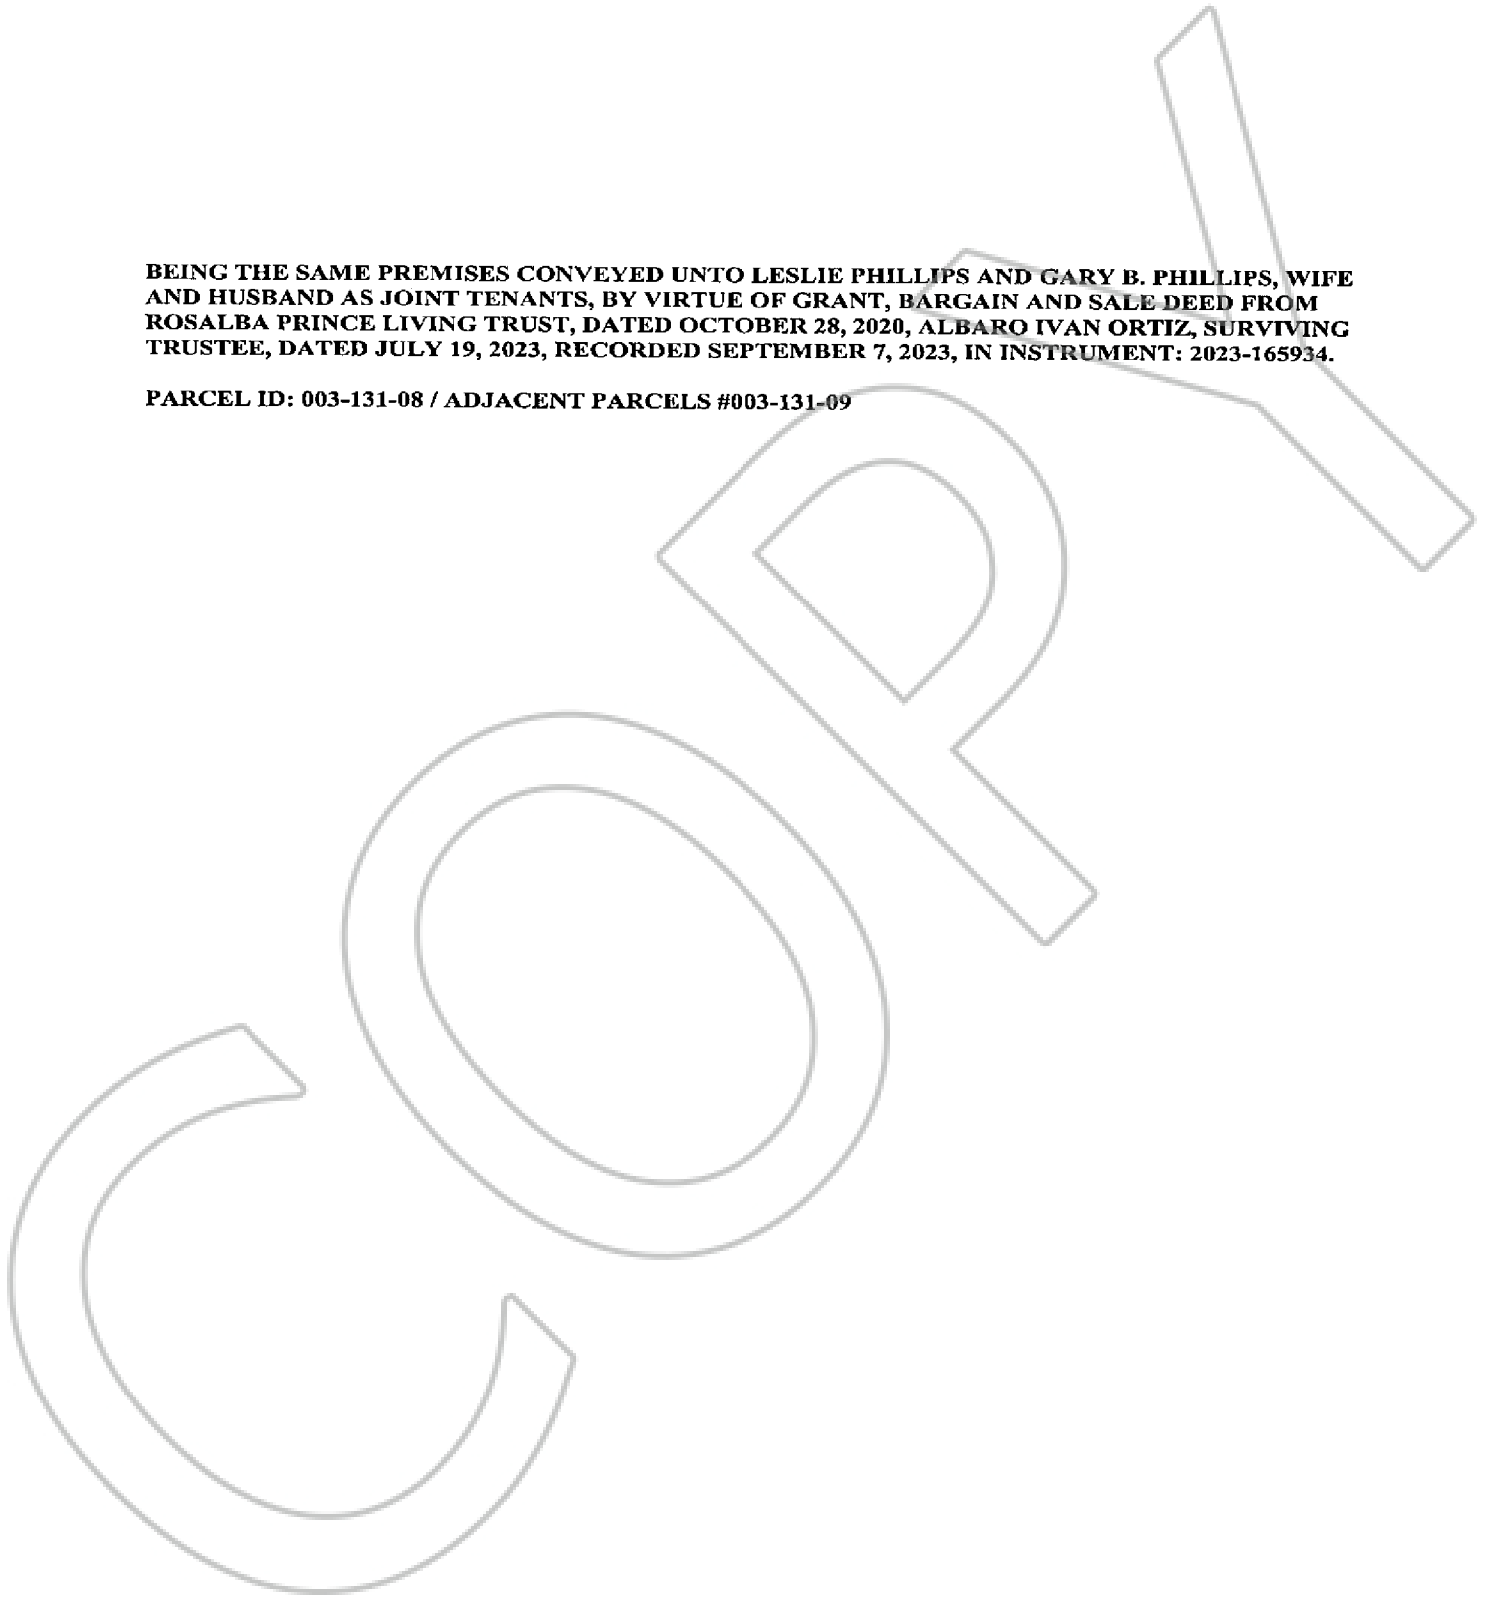 BEING THE SAME PREMISES CONVEYED UNTO LESLIE PHILLIPS AND GARY B. PHILLIPS, WIFE
AND HUSBAND AS JOINT TENANTS, BY VIRTUE OF GRANT, BARGAIN AND SALE DEED FROM
ROSALBA PRINCE LIVING TRUST, DATED OCTOBER 28, 2020, ALBARO IVAN ORTIZ, SURVIVING
TRUSTEE, DATED JULY 19, 2023, RECORDED SEPTEMBER 7, 2023, IN INSTRUMENT: 2023-165934.
PARCEL ID: 003-131-08 / ADJACENT PARCELS #003-131-09
COPY